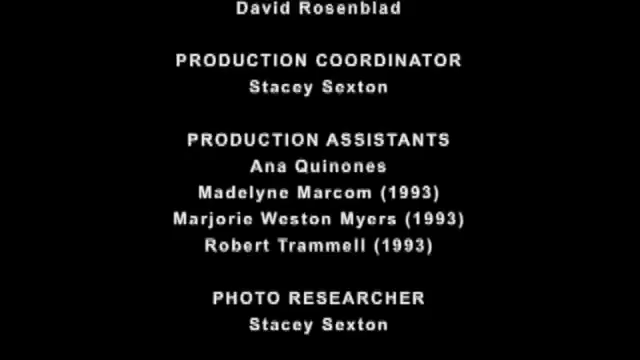 David Rosenblad
PRODUCTION COORDINATOR
Stacey Sexton
PRODUCTION ASSISTANTS
Ana Quinones
Madelyne Marcom (1993)
Marjorie Weston Myers (1993)
Robert Trammell (1993)
PHOTO RESEARCHER
Stacey Sexton